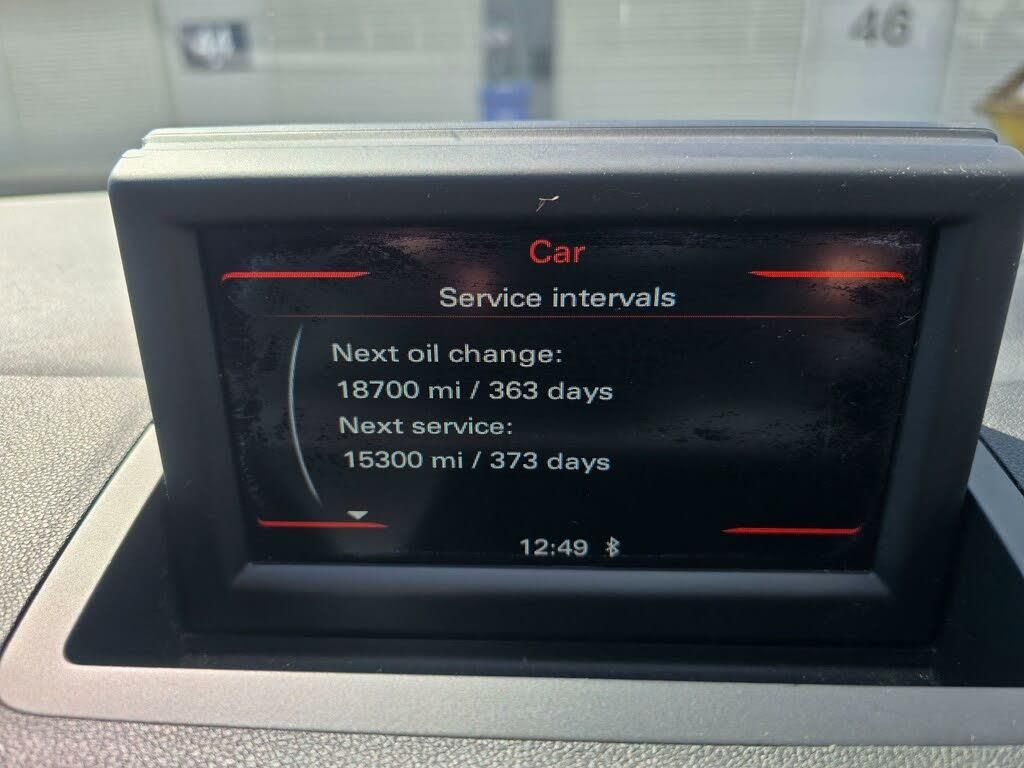 46
Car
Service intervals
Next oil change:
18700 mi / 363 days
Next service:
15300 mi / 373 days
12:49